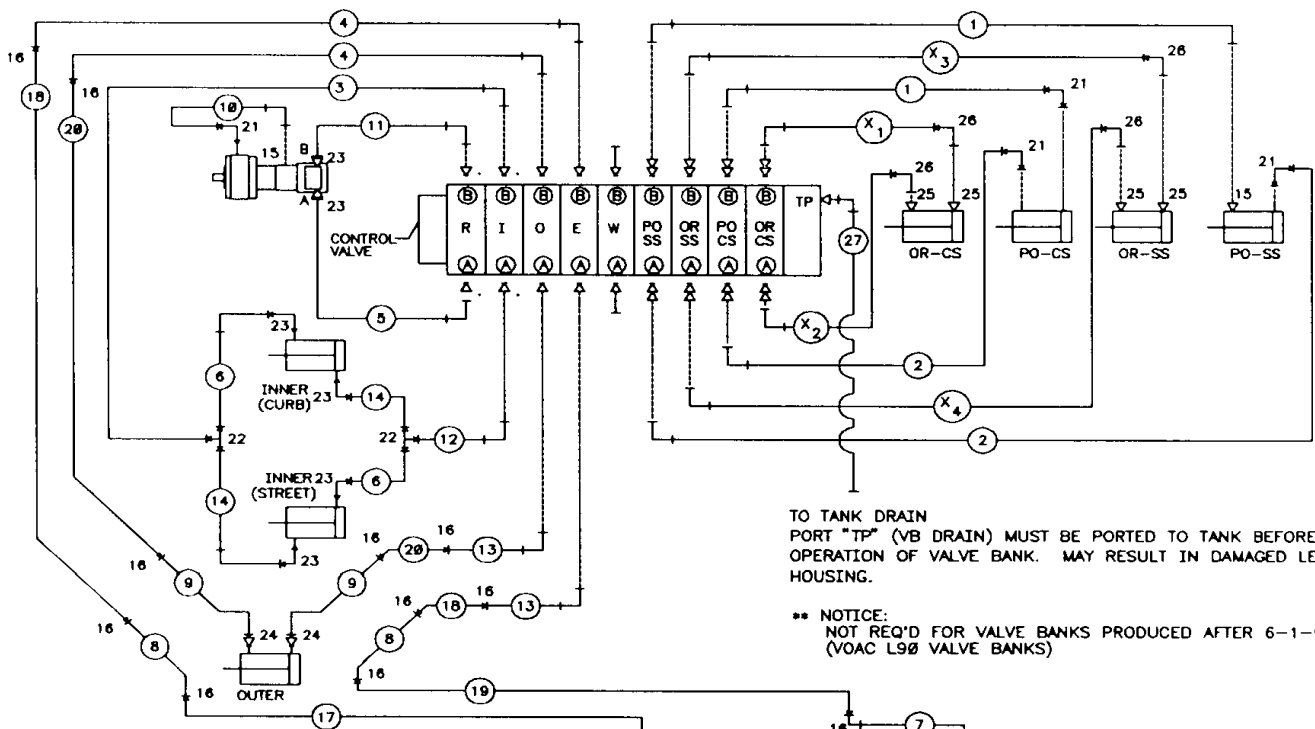 4
1
16
4
X3
26
18
16
3
1
21
20
10
21
11
X1
26
26
15
B
23
26
21
21
A
23
25
25
25
25
15
B B B B B B B B B
TP
CONTROL
VALVE
R I O E W PO
SS OR
SS PO
CS OR
CS
A A A A A A A A A
27
OR-CS
PO-CS
OR-SS
PO-SS
5
X2
23
6
INNER
(CURB)
23
14
2
X4
22
22
12
2
INNER
(STREET)
23
6
14
23
16
20
16
13
16
9
9
TO TANK DRAIN
PORT "TP" (VB DRAIN) MUST BE PORTED TO TANK BEFORE
OPERATION OF VALVE BANK. MAY RESULT IN DAMAGED LE
HOUSING.
16
18
16
13
** NOTICE:
NOT REQ'D FOR VALVE BANKS PRODUCED AFTER 6-1-
(VOAC L90 VALVE BANKS)
16
8
24
24
8
16
OUTER
16
19
17
7